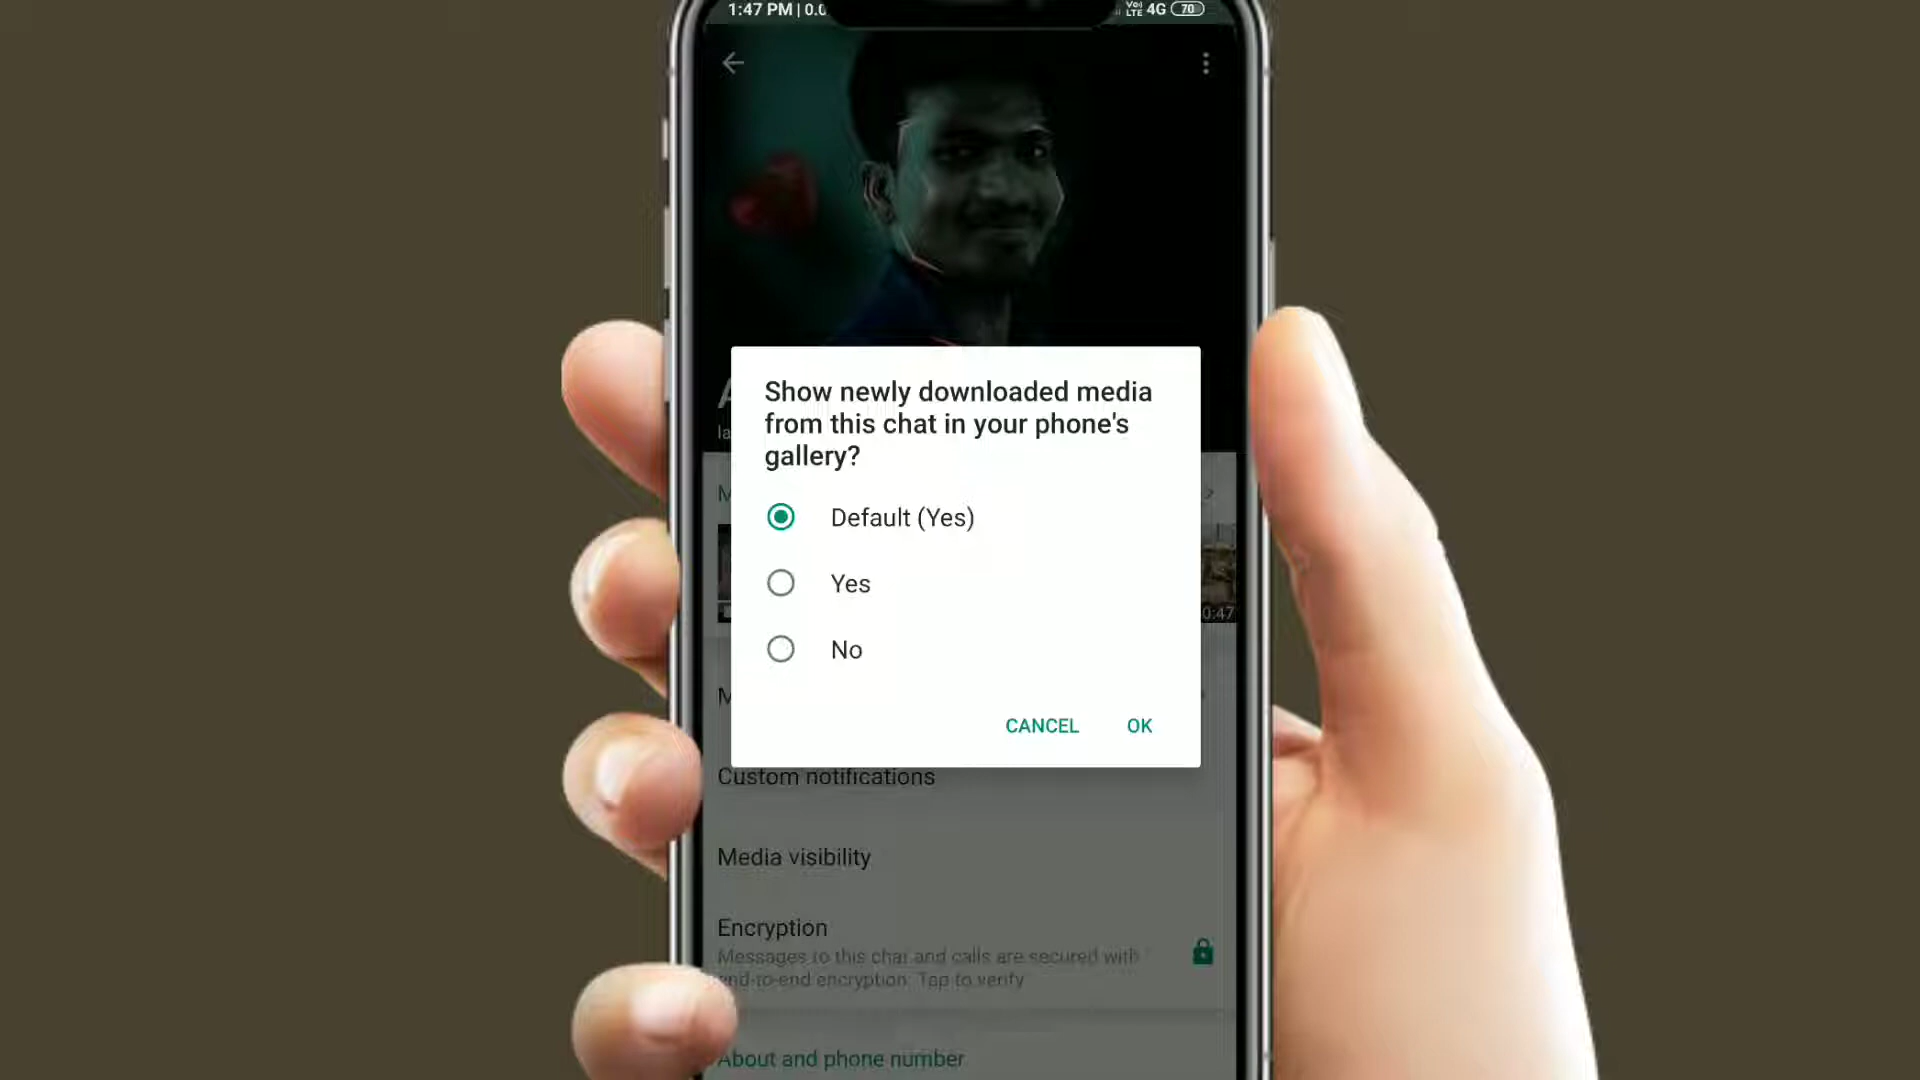 1:47 PM | 0.0
Vo)
LTE 4G 70
Show newly downloaded media
from this chat in your phone's
gallery?
Default (Yes)
0:47
Yes
No
CANCEL OK
Custom notifications
Media visibility
Encryption
Messages to this chat and calls are secured with
end-to-end encryption. Tap to verify
About and phone number